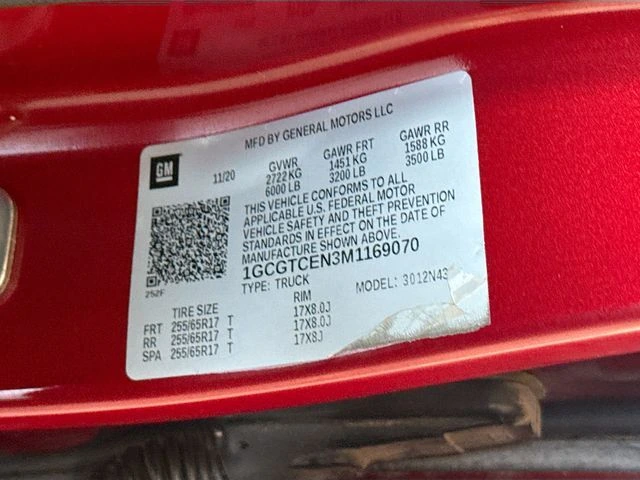 MFD BY GENERAL MOTORS LLC
GM
11/20
GVWR GAWR FRT GAWR RR
2722 KG 1451 KG 1588 KG
6000 LB 3200 LB 3500 LB
THIS VEHICLE CONFORMS TO ALL
APPLICABLE U.S. FEDERAL MOTOR
VEHICLE SAFETY AND THEFT PREVENTION
STANDARDS IN EFFECT ON THE DATE OF
MANUFACTURE SHOWN ABOVE.
1GCGTCEN3M1169070
TYPE: TRUCK MODEL: 3012N43
252F
TIRE SIZE RIM
FRT 255/65R17 T 17X8.0J
RR 255/65R17 T 17X8.0J
SPA 255/65R17 T 17X8J